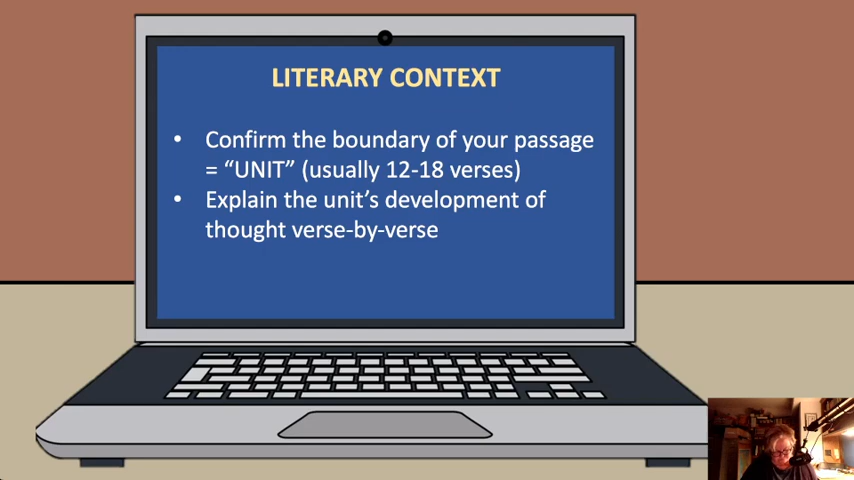 LITERARY CONTEXT
• Confirm the boundary of your passage
= “UNIT” (usually 12-18 verses)
• Explain the unit’s development of
thought verse-by-verse